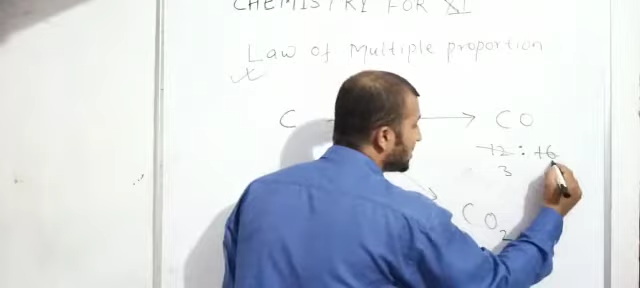 CHEMISTRY FOR XI
Law of Multiple proportion
C → CO
12 : 16
3
CO2